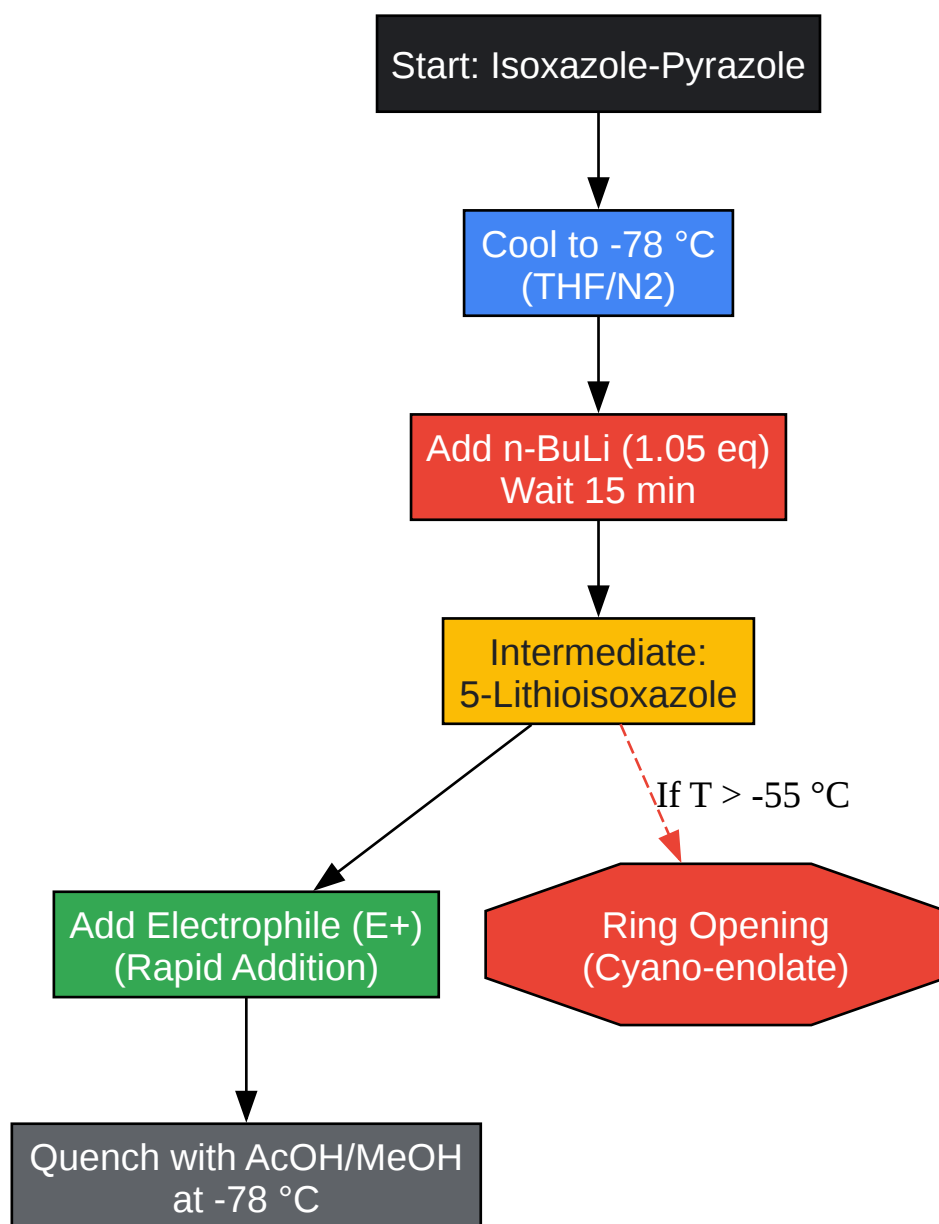 Start: Isoxazole-Pyrazole
Cool to -78 °C
(THF/N2)
Add n-BuLi (1.05 eq)
Wait 15 min
Intermediate:
5-Lithioisoxazole
If T > -55 °C
Add Electrophile (E+)
(Rapid Addition)
Ring Opening
(Cyano-enolate)
Quench with AcOH/MeOH
at -78 °C